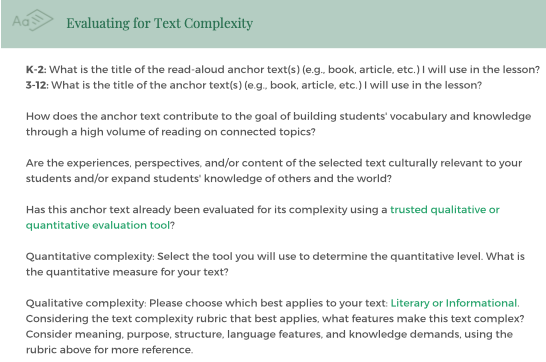 Aa
Evaluating for Text Complexity
K-2: What is the title of the read-aloud anchor text(s) (e.g., book, article, etc.) I will use in the lesson?
3-12: What is the title of the anchor text(s) (e.g., book, article, etc.) I will use in the lesson?
How does the anchor text contribute to the goal of building students' vocabulary and knowledge
through a high volume of reading on connected topics?
Are the experiences, perspectives, and/or content of the selected text culturally relevant to your
students and/or expand students' knowledge of others and the world?
Has this anchor text already been evaluated for its complexity using a trusted qualitative or
quantitative evaluation tool?
Quantitative complexity: Select the tool you will use to determine the quantitative level. What is
the quantitative measure for your text?
Qualitative complexity: Please choose which best applies to your text: Literary or Informational.
Considering the text complexity rubric that best applies, what features make this text complex?
Consider meaning, purpose, structure, language features, and knowledge demands, using the
rubric above for more reference.